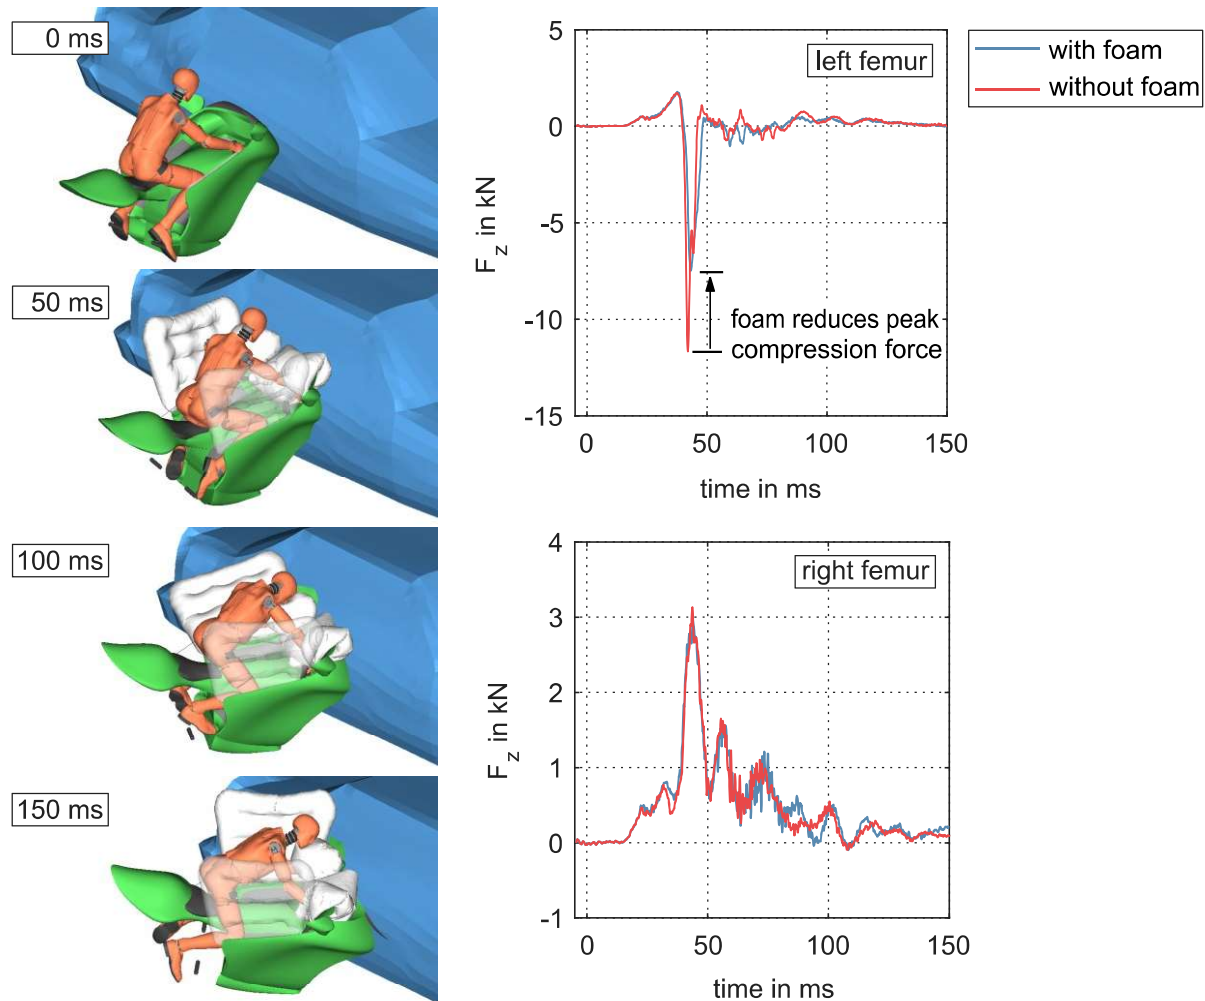 0 ms
50 ms
100 ms
150 ms
5
0
-5
-10
-15
F_z in kN
left femur
foam reduces peak
compression force
0
50
100
150
time in ms
with foam
without foam
4
3
2
1
0
-1
F_z in kN
right femur
0
50
100
150
time in ms